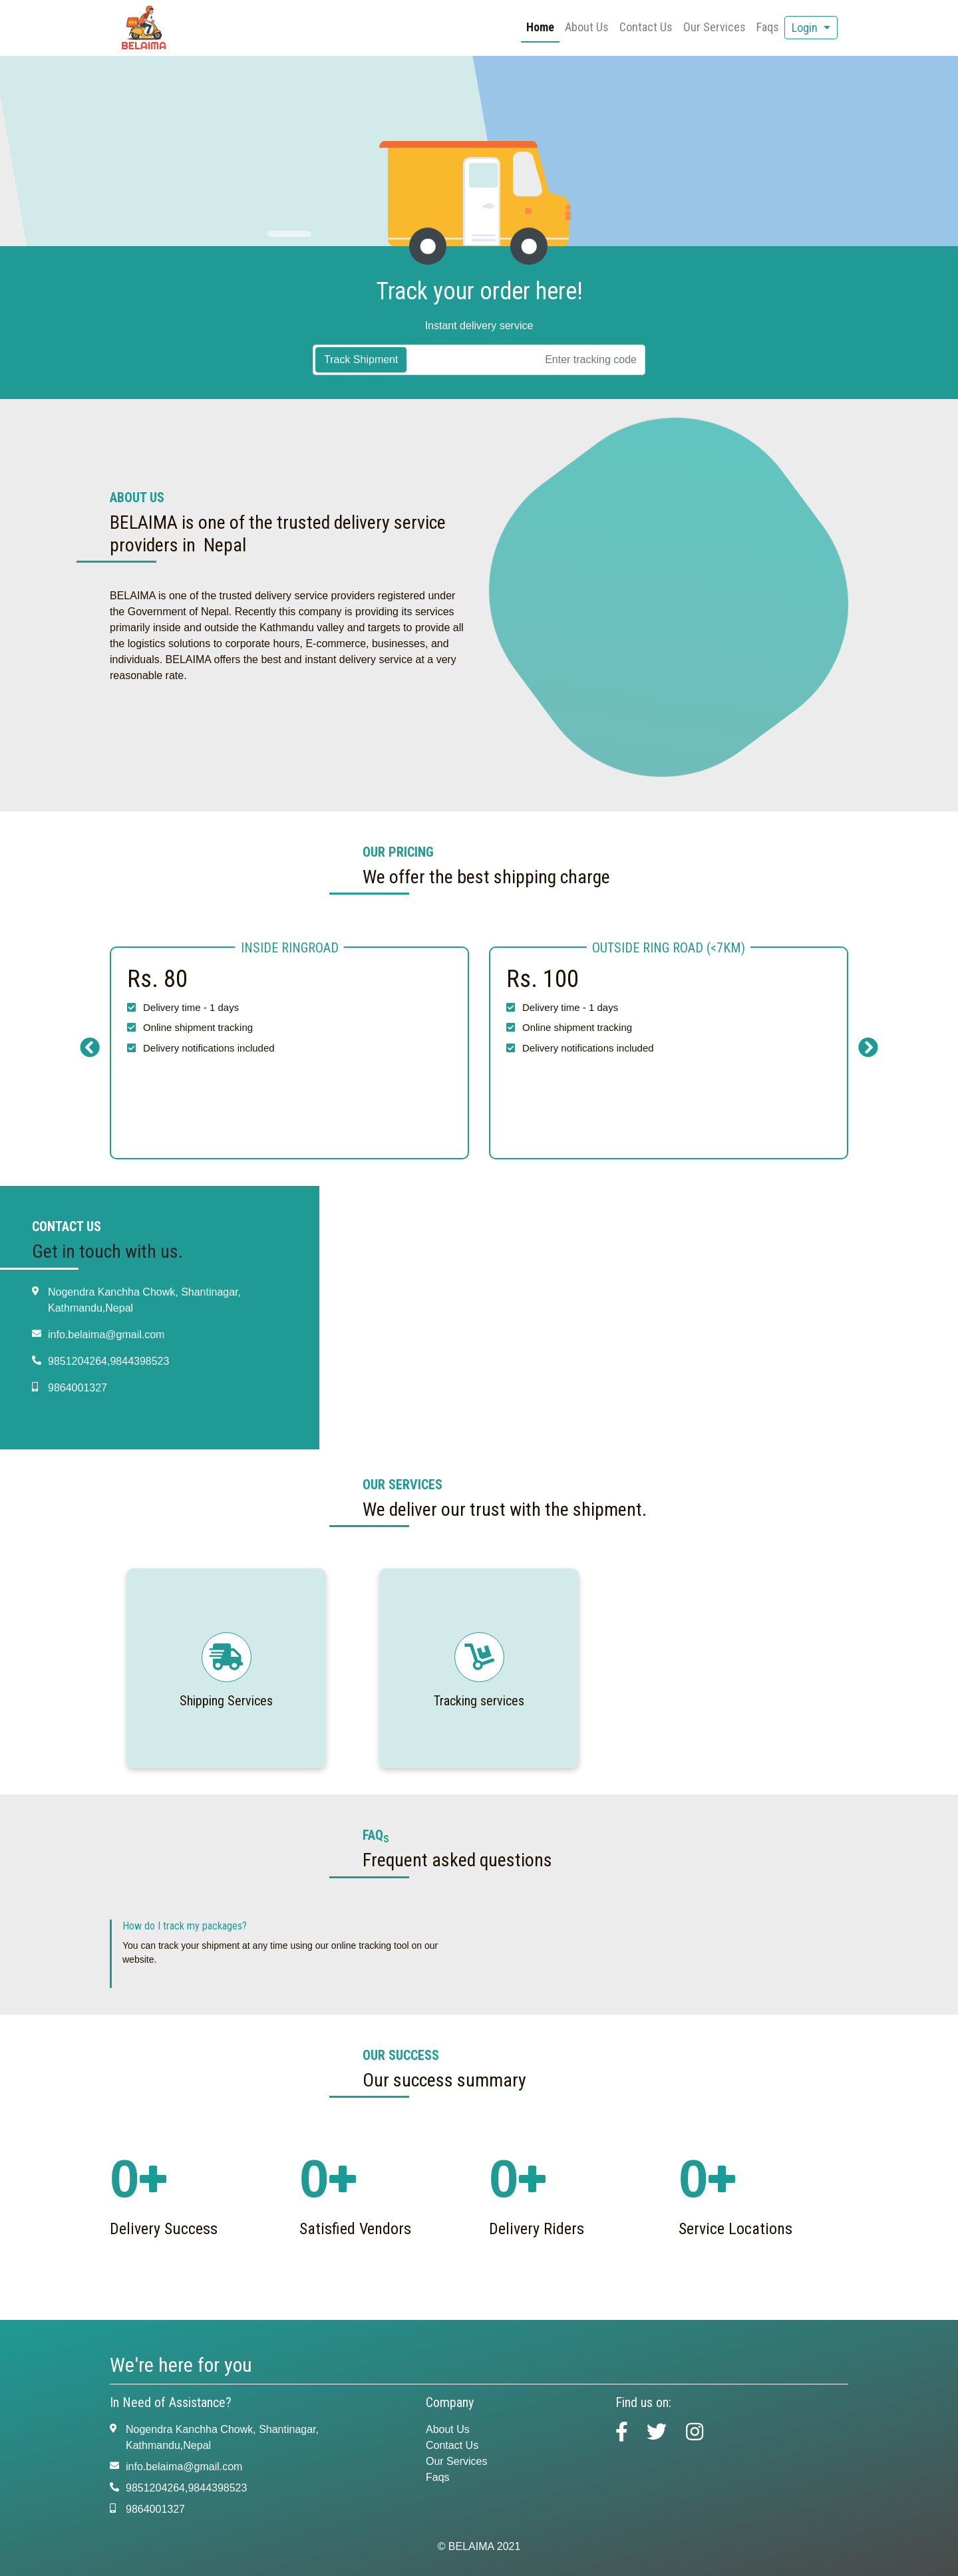 BELAIMA
Home About Us Contact Us Our Services Faqs Login
Track your order here!
Instant delivery service
Track Shipment Enter tracking code
ABOUT US
BELAIMA is one of the trusted delivery service
providers in Nepal
BELAIMA is one of the trusted delivery service providers registered under
the Government of Nepal. Recently this company is providing its services
primarily inside and outside the Kathmandu valley and targets to provide all
the logistics solutions to corporate hours, E-commerce, businesses, and
individuals. BELAIMA offers the best and instant delivery service at a very
reasonable rate.
OUR PRICING
We offer the best shipping charge
INSIDE RINGROAD
Rs. 80
Delivery time - 1 days
Online shipment tracking
Delivery notifications included
OUTSIDE RING ROAD (<7KM)
Rs. 100
Delivery time - 1 days
Online shipment tracking
Delivery notifications included
CONTACT US
Get in touch with us.
Nogendra Kanchha Chowk, Shantinagar,
Kathmandu,Nepal
info.belaima@gmail.com
9851204264,9844398523
9864001327
OUR SERVICES
We deliver our trust with the shipment.
Shipping Services
Tracking services
FAQs
Frequent asked questions
How do I track my packages?
You can track your shipment at any time using our online tracking tool on our
website.
OUR SUCCESS
Our success summary
0+ 0+ 0+ 0+
Delivery Success Satisfied Vendors Delivery Riders Service Locations
We're here for you
In Need of Assistance?
Nogendra Kanchha Chowk, Shantinagar,
Kathmandu,Nepal
info.belaima@gmail.com
9851204264,9844398523
9864001327
Company
About Us
Contact Us
Our Services
Faqs
Find us on:
© BELAIMA 2021